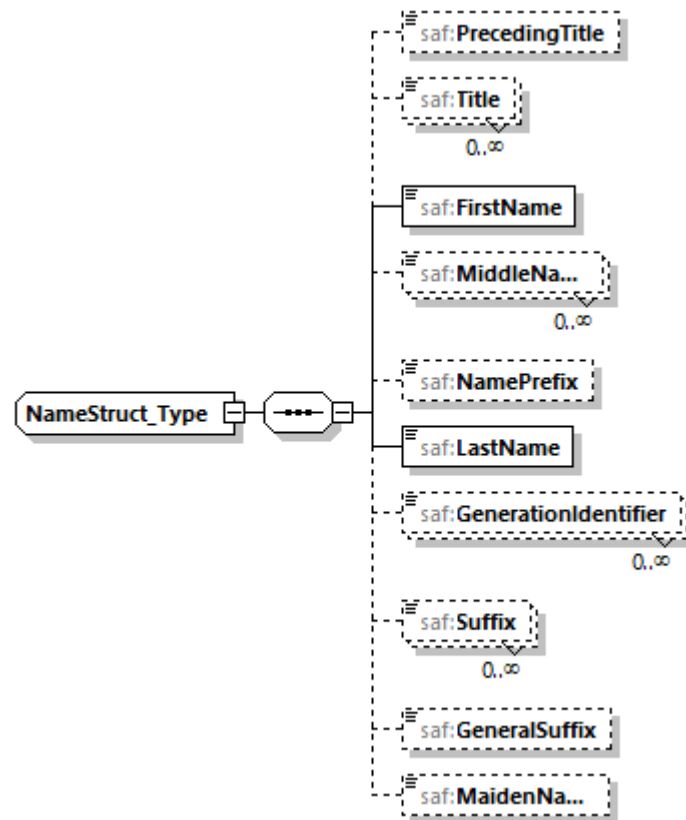 saf:PrecedingTitle
saf:Title
0..∞
saf:FirstName
saf:MiddleNa...
0..∞
saf:NamePrefix
NameStruct_Type
saf:LastName
saf:GenerationIdentifier
0..∞
saf:Suffix
0..∞
saf:GeneralSuffix
saf:MaidenNa...